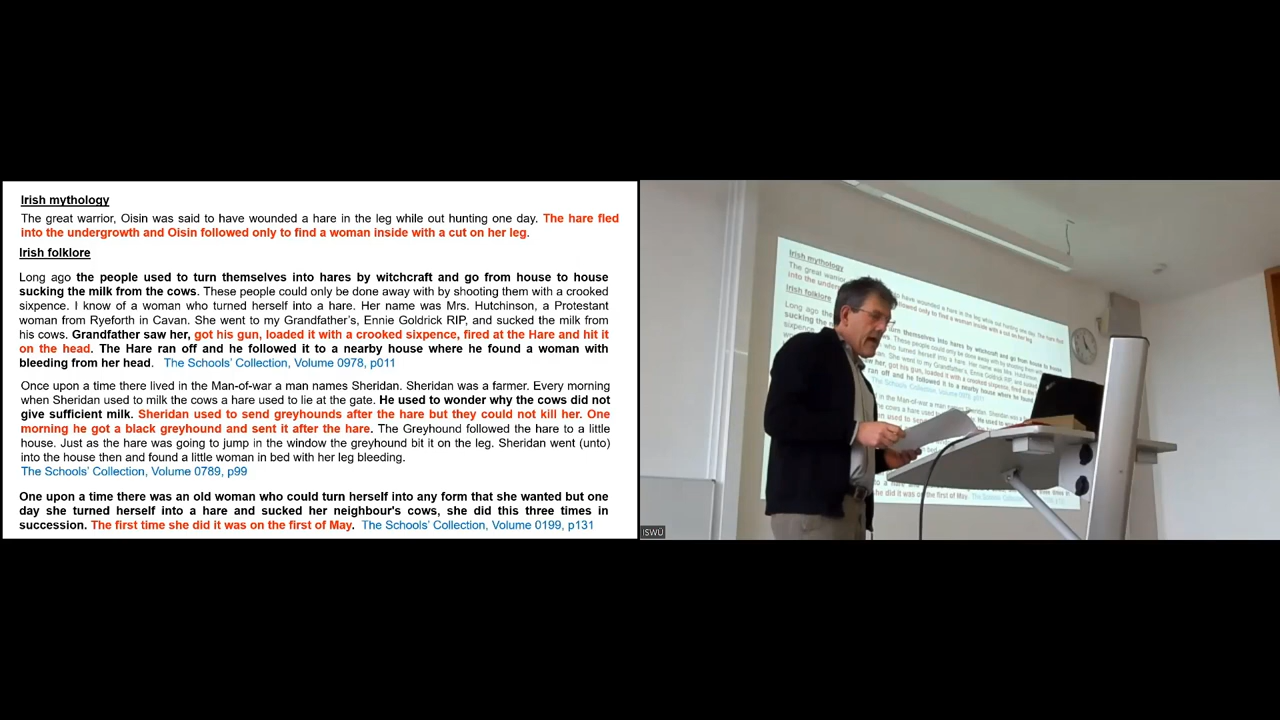 Irish mythology
The great warrior, Oisin was said to have wounded a hare in the leg while out hunting one day. The hare fled
into the undergrowth and Oisin followed only to find a woman inside with a cut on her leg.
Irish folklore
Long ago the people used to turn themselves into hares by witchcraft and go from house to house
sucking the milk from the cows. These people could only be done away with by shooting them with a crooked
sixpence. I know of a woman who turned herself into a hare. Her name was Mrs. Hutchinson, a Protestant
woman from Ryeforth in Cavan. She went to my Grandfather's, Ennie Goldrick RIP, and sucked the milk from
his cows. Grandfather saw her, got his gun, loaded it with a crooked sixpence, fired at the Hare and hit it
on the head. The Hare ran off and he followed it to a nearby house where he found a woman with
bleeding from her head. The Schools' Collection, Volume 0978, p011
Once upon a time there lived in the Man-of-war a man names Sheridan. Sheridan was a farmer. Every morning
when Sheridan used to milk the cows a hare used to lie at the gate. He used to wonder why the cows did not
give sufficient milk. Sheridan used to send greyhounds after the hare but they could not kill her. One
morning he got a black greyhound and sent it after the hare. The Greyhound followed the hare to a little
house. Just as the hare was going to jump in the window the greyhound bit it on the leg. Sheridan went (unto)
into the house then and found a little woman in bed with her leg bleeding.
The Schools' Collection, Volume 0789, p99
One upon a time there was an old woman who could turn herself into any form that she wanted but one
day she turned herself into a hare and sucked her neighbour's cows, she did this three times in
succession. The first time she did it was on the first of May. The Schools' Collection, Volume 0199, p131
Irish mythology
Irish folklore
ISWÜ